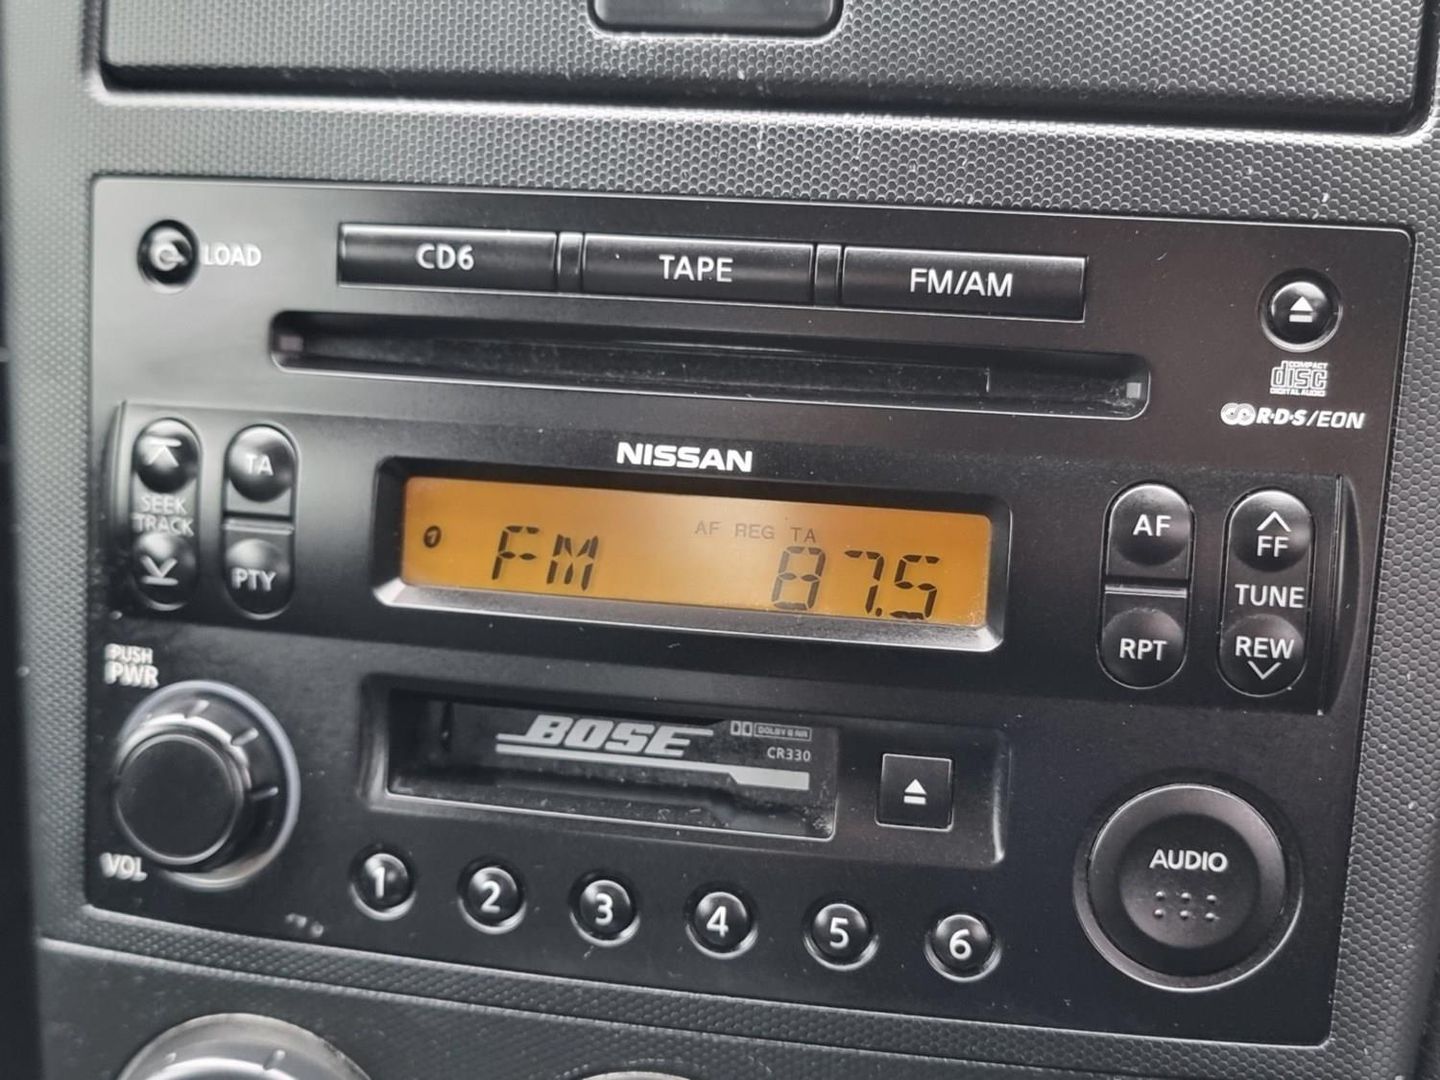 LOAD
CD6
TAPE
FM/AM
COMPACT
disc
DIGITAL AUDIO
R·D·S/EON
NISSAN
SEEK
TRACK
TA
PTY
AF REG TA
FM 87.5
AF
RPT
FF
TUNE
REW
PUSH
PWR
VOL
BOSE
DOLBY B NR
CR330
AUDIO
1 2 3 4 5 6